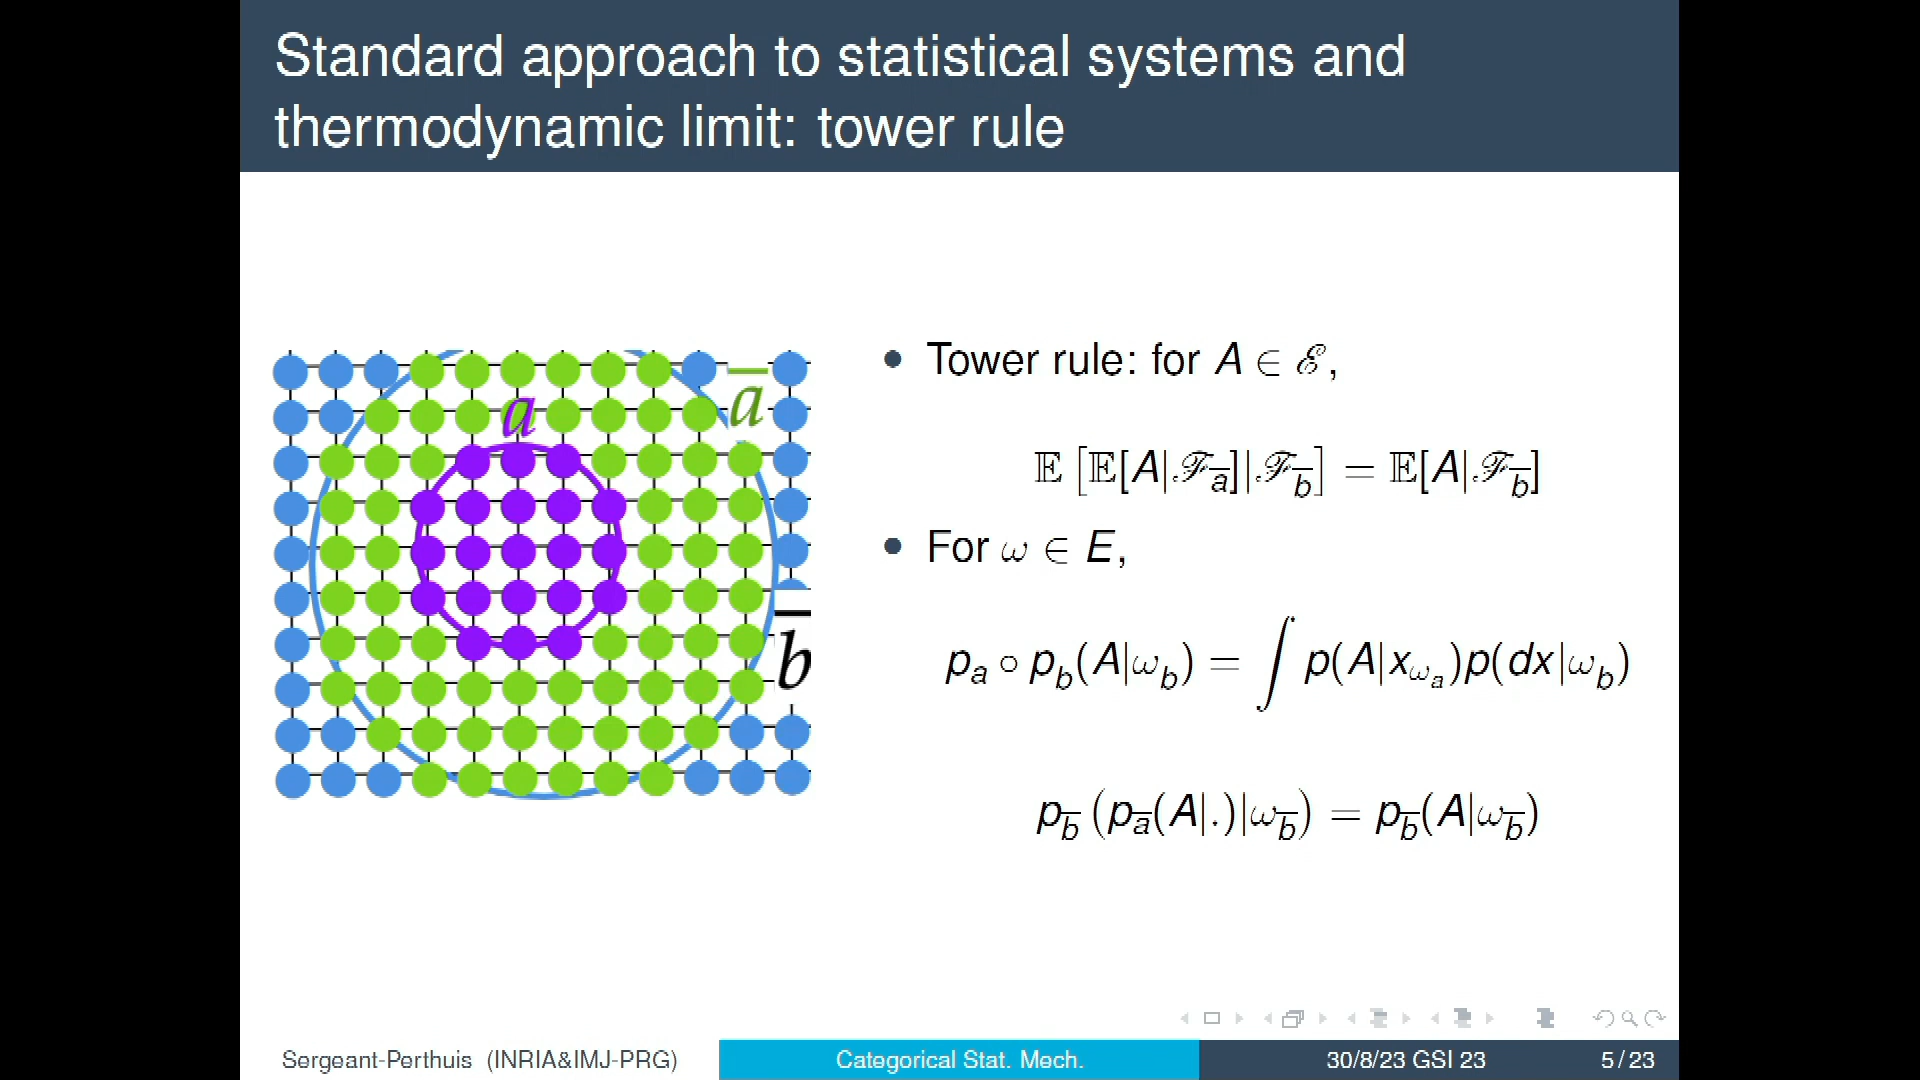 Standard approach to statistical systems and
thermodynamic limit: tower rule
a
a̅
b̅
• Tower rule: for A ∈ ℰ,
𝔼 [𝔼[A|ℱ_a̅]|ℱ_b̅] = 𝔼[A|ℱ_b̅]
• For ω ∈ E,
p_a ∘ p_b(A|ω_b) = ∫ p(A|x_{ω_a})p(dx|ω_b)
p_b̅ (p_a̅(A|.)|ω_b̅) = p_b̅(A|ω_b̅)
Sergeant-Perthuis (INRIA&IMJ-PRG) Categorical Stat. Mech. 30/8/23 GSI 23 5 / 23